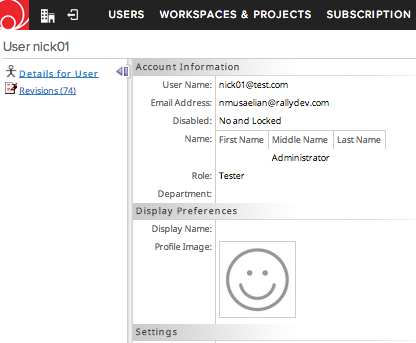 USERS WORKSPACES & PROJECTS SUBSCRIPTION
User nick01
Details for User
Revisions (74)
Account Information
User Name: nick01@test.com
Email Address: nmusaelian@rallydev.com
Disabled: No and Locked
Name: First Name Middle Name Last Name
Administrator
Role: Tester
Department:
Display Preferences
Display Name:
Profile Image:
Settings